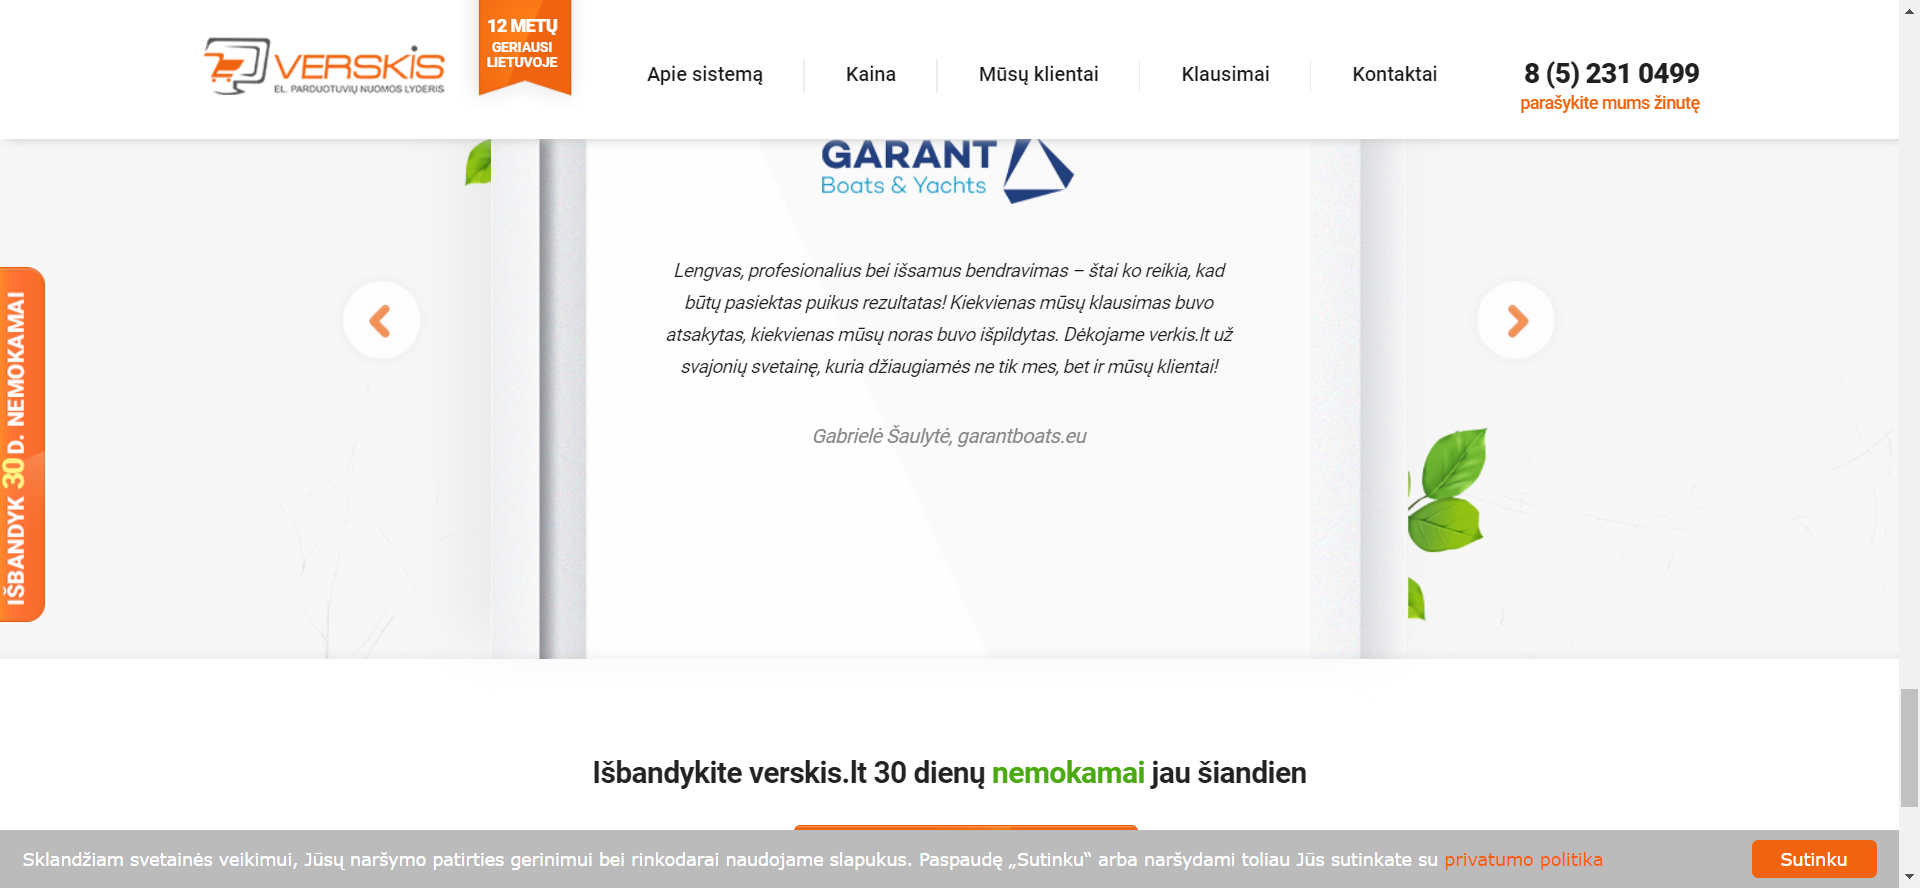 VERSKIS
EL. PARDUOTUVIŲ NUOMOS LYDERIS
12 METŲ
GERIAUSI
LIETUVOJE
Apie sistemą
Kaina
Mūsų klientai
Klausimai
Kontaktai
8 (5) 231 0499
parašykite mums žinutę
GARANT
Boats & Yachts
Lengvas, profesionalius bei išsamus bendravimas – štai ko reikia, kad
būtų pasiektas puikus rezultatas! Kiekvienas mūsų klausimas buvo
atsakytas, kiekvienas mūsų noras buvo išpildytas. Dėkojame verkis.lt už
svajonių svetainę, kuria džiaugiamės ne tik mes, bet ir mūsų klientai!
Gabrielė Šaulytė, garantboats.eu
IŠBANDYK 30 D. NEMOKAMAI
Išbandykite verskis.lt 30 dienų nemokamai jau šiandien
Sklandžiam svetainės veikimui, Jūsų naršymo patirties gerinimui bei rinkodarai naudojame slapukus. Paspaudę „Sutinku“ arba naršydami toliau Jūs sutinkate su privatumo politika
Sutinku